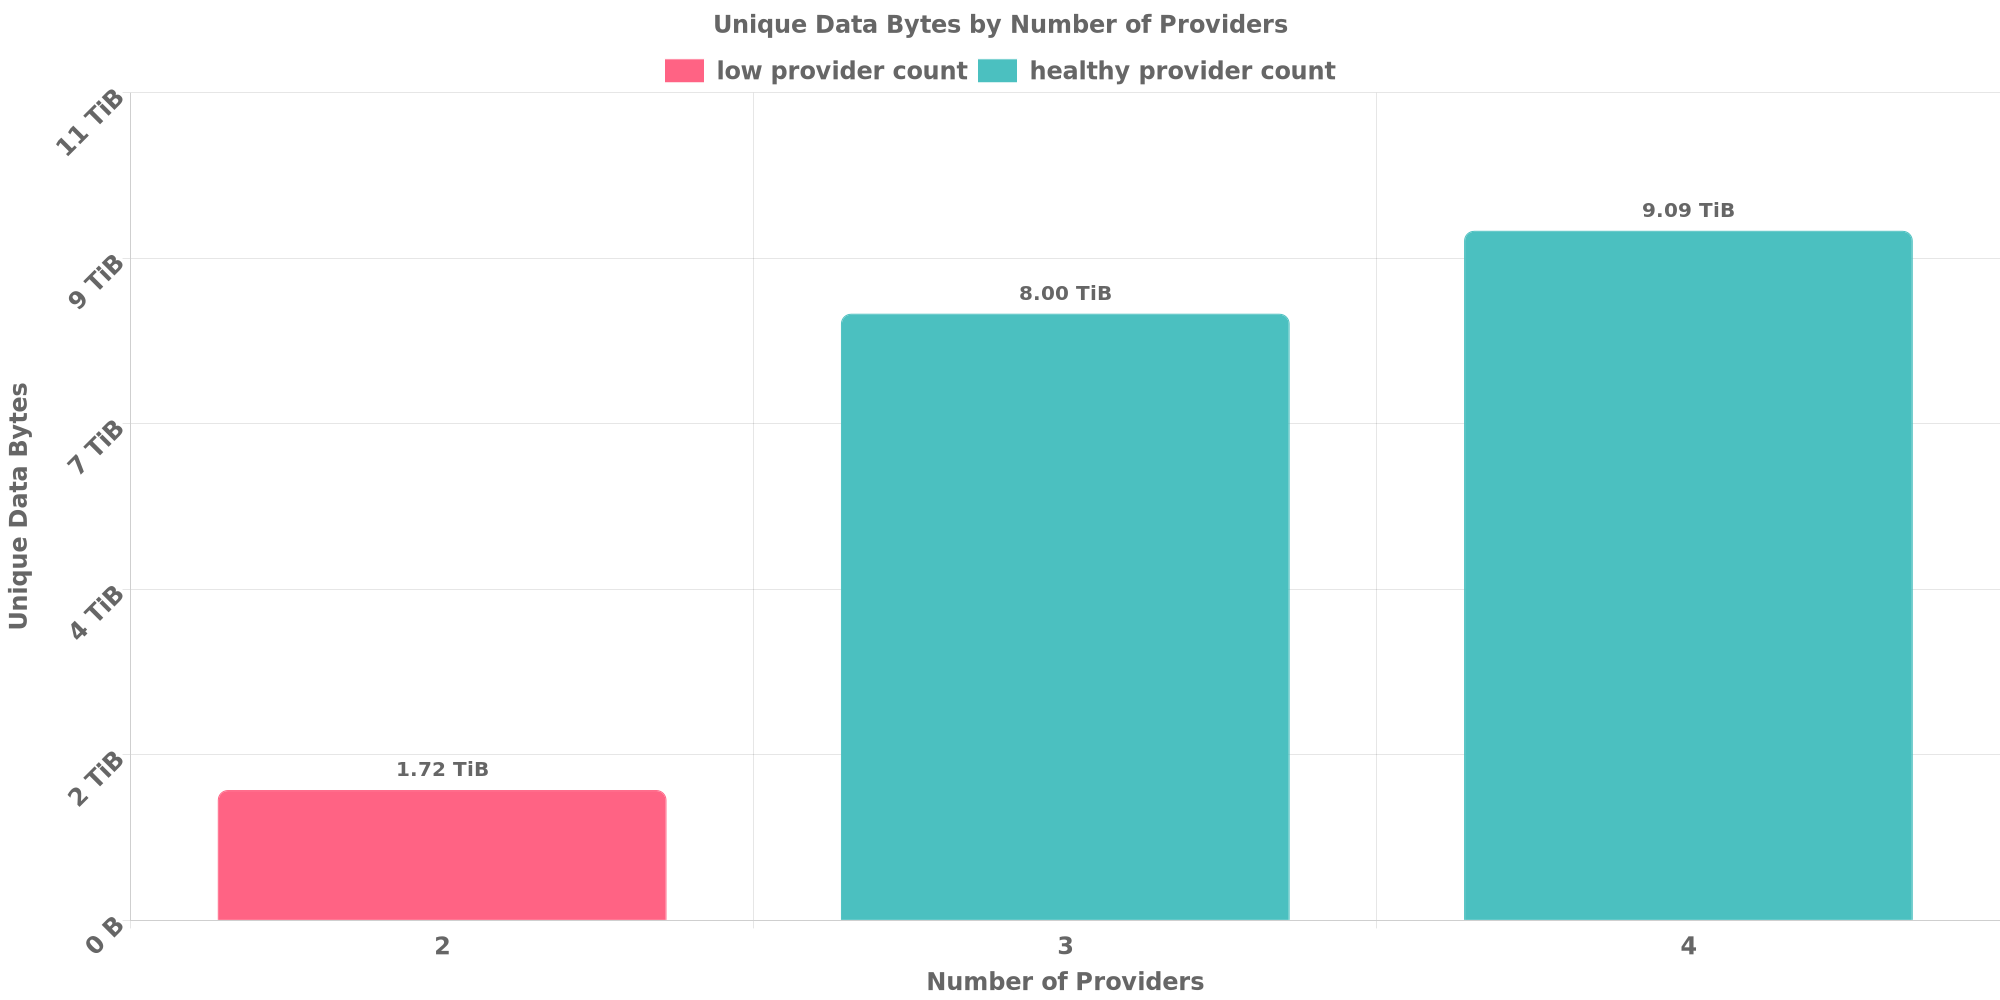 Unique Data Bytes by Number of Providers
low provider count healthy provider count
11 TiB
9 TiB
7 TiB
4 TiB
2 TiB
0 B
Unique Data Bytes
1.72 TiB
8.00 TiB
9.09 TiB
2 3 4
Number of Providers